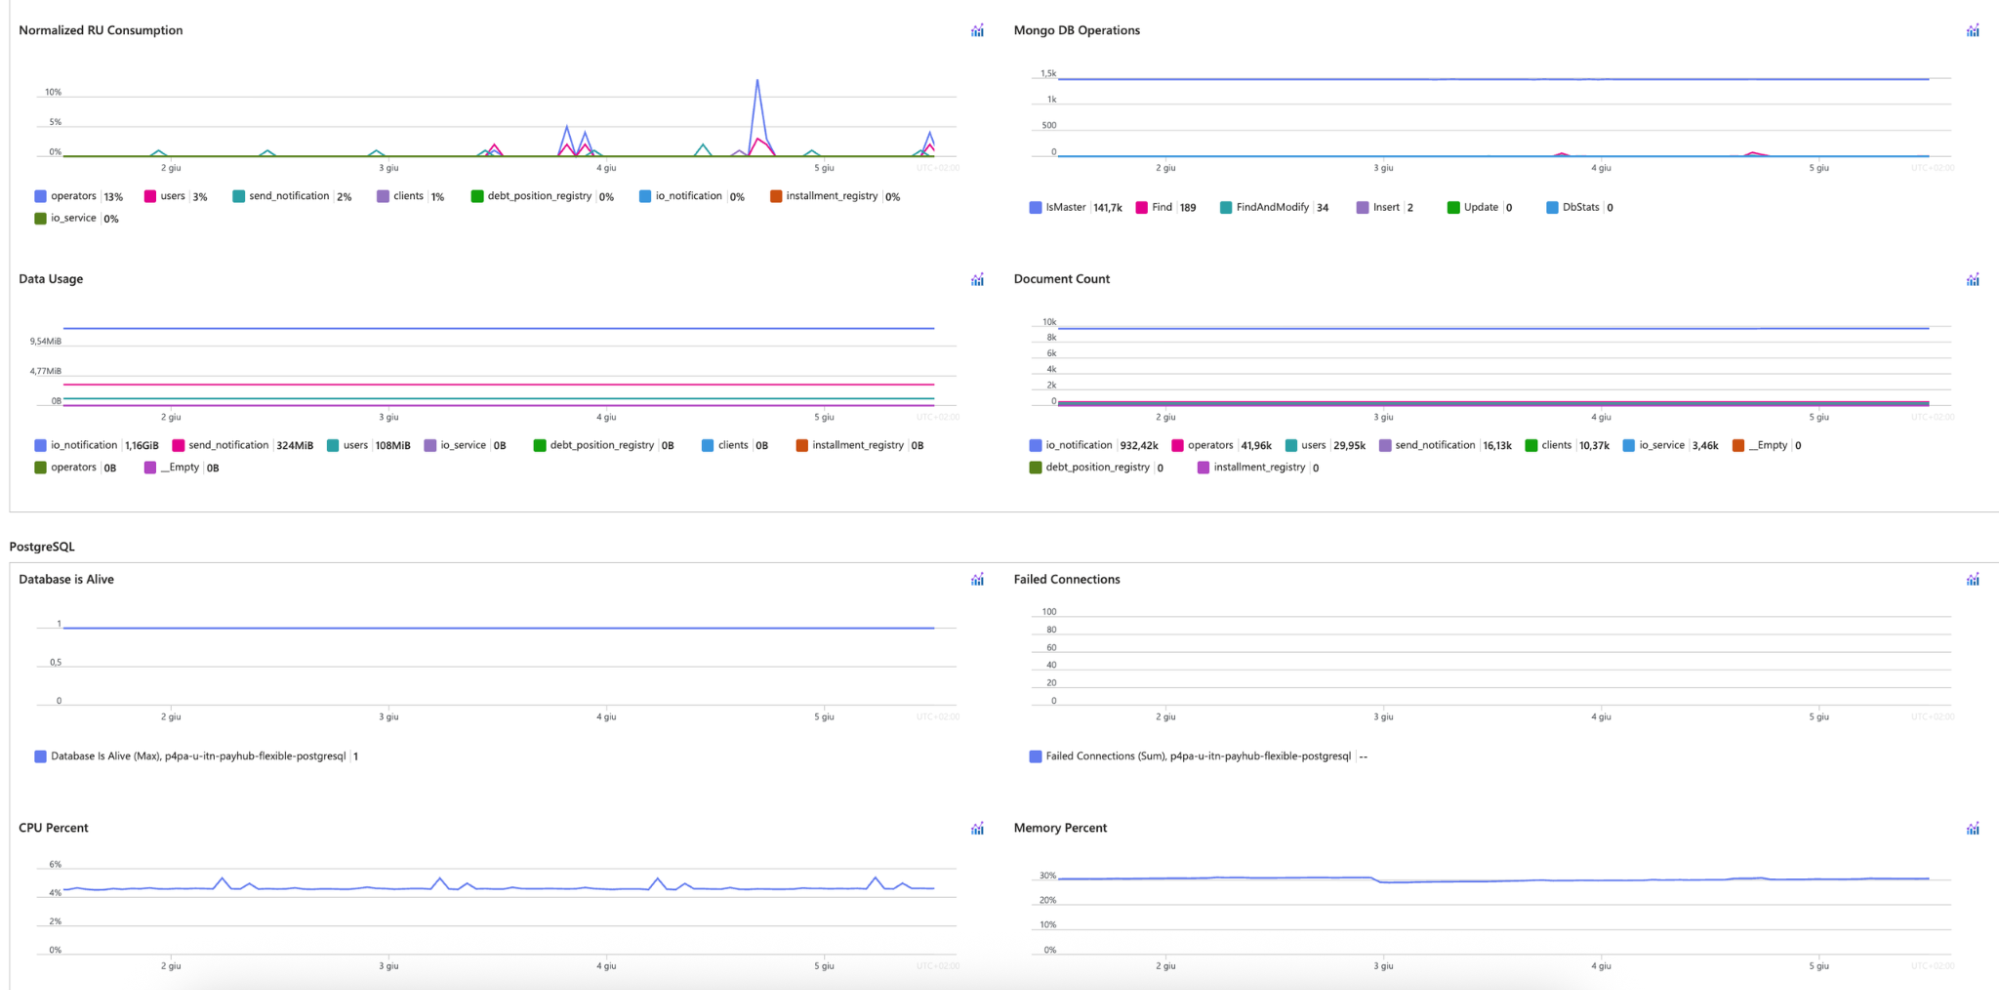 Normalized RU Consumption
10%
5%
0%
2 giu 3 giu 4 giu 5 giu UTC+02:00
operators 13% users 3% send_notification 2% clients 1% debt_position_registry 0% io_notification 0% installment_registry 0%
io_service 0%
Mongo DB Operations
1,5k
1k
500
0
2 giu 3 giu 4 giu 5 giu UTC+02:00
IsMaster 141,7k Find 189 FindAndModify 34 Insert 2 Update 0 DbStats 0
Data Usage
9,54MiB
4,77MiB
0B
2 giu 3 giu 4 giu 5 giu UTC+02:00
io_notification 1,16GiB send_notification 324MiB users 108MiB io_service 0B debt_position_registry 0B clients 0B installment_registry 0B
operators 0B __Empty 0B
Document Count
10k
8k
6k
4k
2k
0
2 giu 3 giu 4 giu 5 giu UTC+02:00
io_notification 932,42k operators 41,96k users 29,95k send_notification 16,13k clients 10,37k io_service 3,46k __Empty 0
debt_position_registry 0 installment_registry 0
PostgreSQL
Database is Alive
1
0,5
0
2 giu 3 giu 4 giu 5 giu UTC+02:00
Database Is Alive (Max), p4pa-u-itn-payhub-flexible-postgresql 1
Failed Connections
100
80
60
40
20
0
2 giu 3 giu 4 giu 5 giu UTC+02:00
Failed Connections (Sum), p4pa-u-itn-payhub-flexible-postgresql --
CPU Percent
6%
4%
2%
0%
2 giu 3 giu 4 giu 5 giu UTC+02:00
Memory Percent
30%
20%
10%
0%
2 giu 3 giu 4 giu 5 giu UTC+02:00